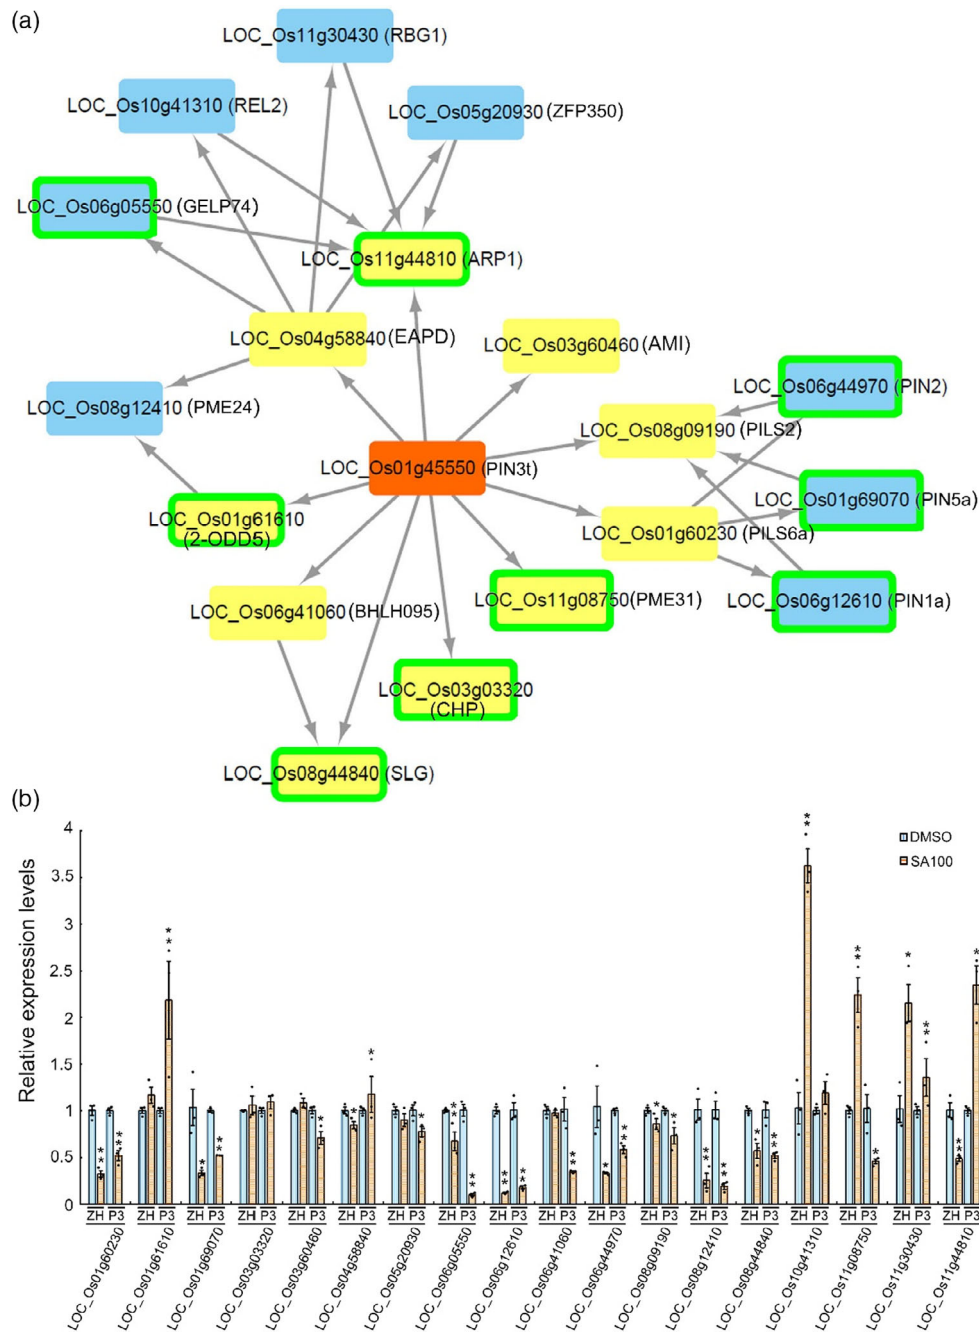 (a)
LOC_Os11g30430 (RBG1)
LOC_Os10g41310 (REL2)
LOC_Os05g20930 (ZFP350)
LOC_Os06g05550 (GELP74)
LOC_Os11g44810 (ARP1)
LOC_Os04g58840 (EAPD)
LOC_Os03g60460 (AMI)
LOC_Os06g44970 (PIN2)
LOC_Os08g12410 (PME24)
LOC_Os08g09190 (PILS2)
LOC_Os01g45550 (PIN3t)
LOC_Os01g69070 (PIN5a)
LOC_Os01g61610
(2-ODD5)
LOC_Os01g60230 (PILS6a)
LOC_Os06g41060 (BHLH095)
LOC_Os11g08750(PME31)
LOC_Os06g12610 (PIN1a)
LOC_Os03g03320
(CHP)
LOC_Os08g44840 (SLG)
(b)
Relative expression levels
4
3.5
3
2.5
2
1.5
1
0.5
0
DMSO
SA100
ZH P3 ZH P3 ZH P3 ZH P3 ZH P3 ZH P3 ZH P3 ZH P3 ZH P3 ZH P3 ZH P3 ZH P3 ZH P3 ZH P3 ZH P3 ZH P3 ZH P3 ZH P3
LOC_Os01g60230
LOC_Os01g61610
LOC_Os01g69070
LOC_Os03g03320
LOC_Os03g60460
LOC_Os04g58840
LOC_Os05g20930
LOC_Os06g05550
LOC_Os06g12610
LOC_Os06g41060
LOC_Os06g44970
LOC_Os08g09190
LOC_Os08g12410
LOC_Os08g44840
LOC_Os10g41310
LOC_Os11g08750
LOC_Os11g30430
LOC_Os11g44810